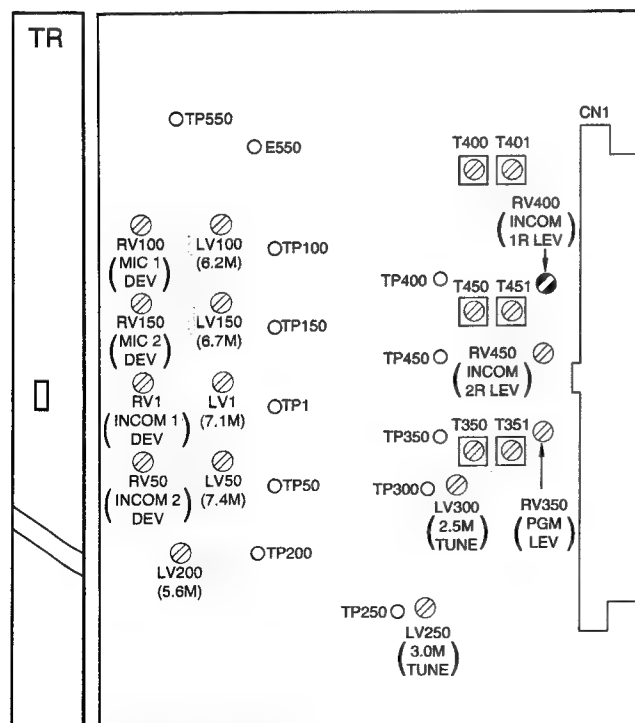 TR
TP550
E550
CN1
T400 T401
RV400
INCOM
1R LEV
RV100
(MIC 1
DEV)
LV100
(6.2M)
TP100
TP400
T450 T451
RV150
(MIC 2
DEV)
LV150
(6.7M)
TP150
TP450
RV450
(INCOM
2R LEV)
RV1
(INCOM 1
DEV)
LV1
(7.1M)
TP1
TP350
T350 T351
RV50
(INCOM 2
DEV)
LV50
(7.4M)
TP50
TP300
LV300
(2.5M
TUNE)
RV350
(PGM
LEV)
LV200
(5.6M)
TP200
TP250
LV250
(3.0M
TUNE)